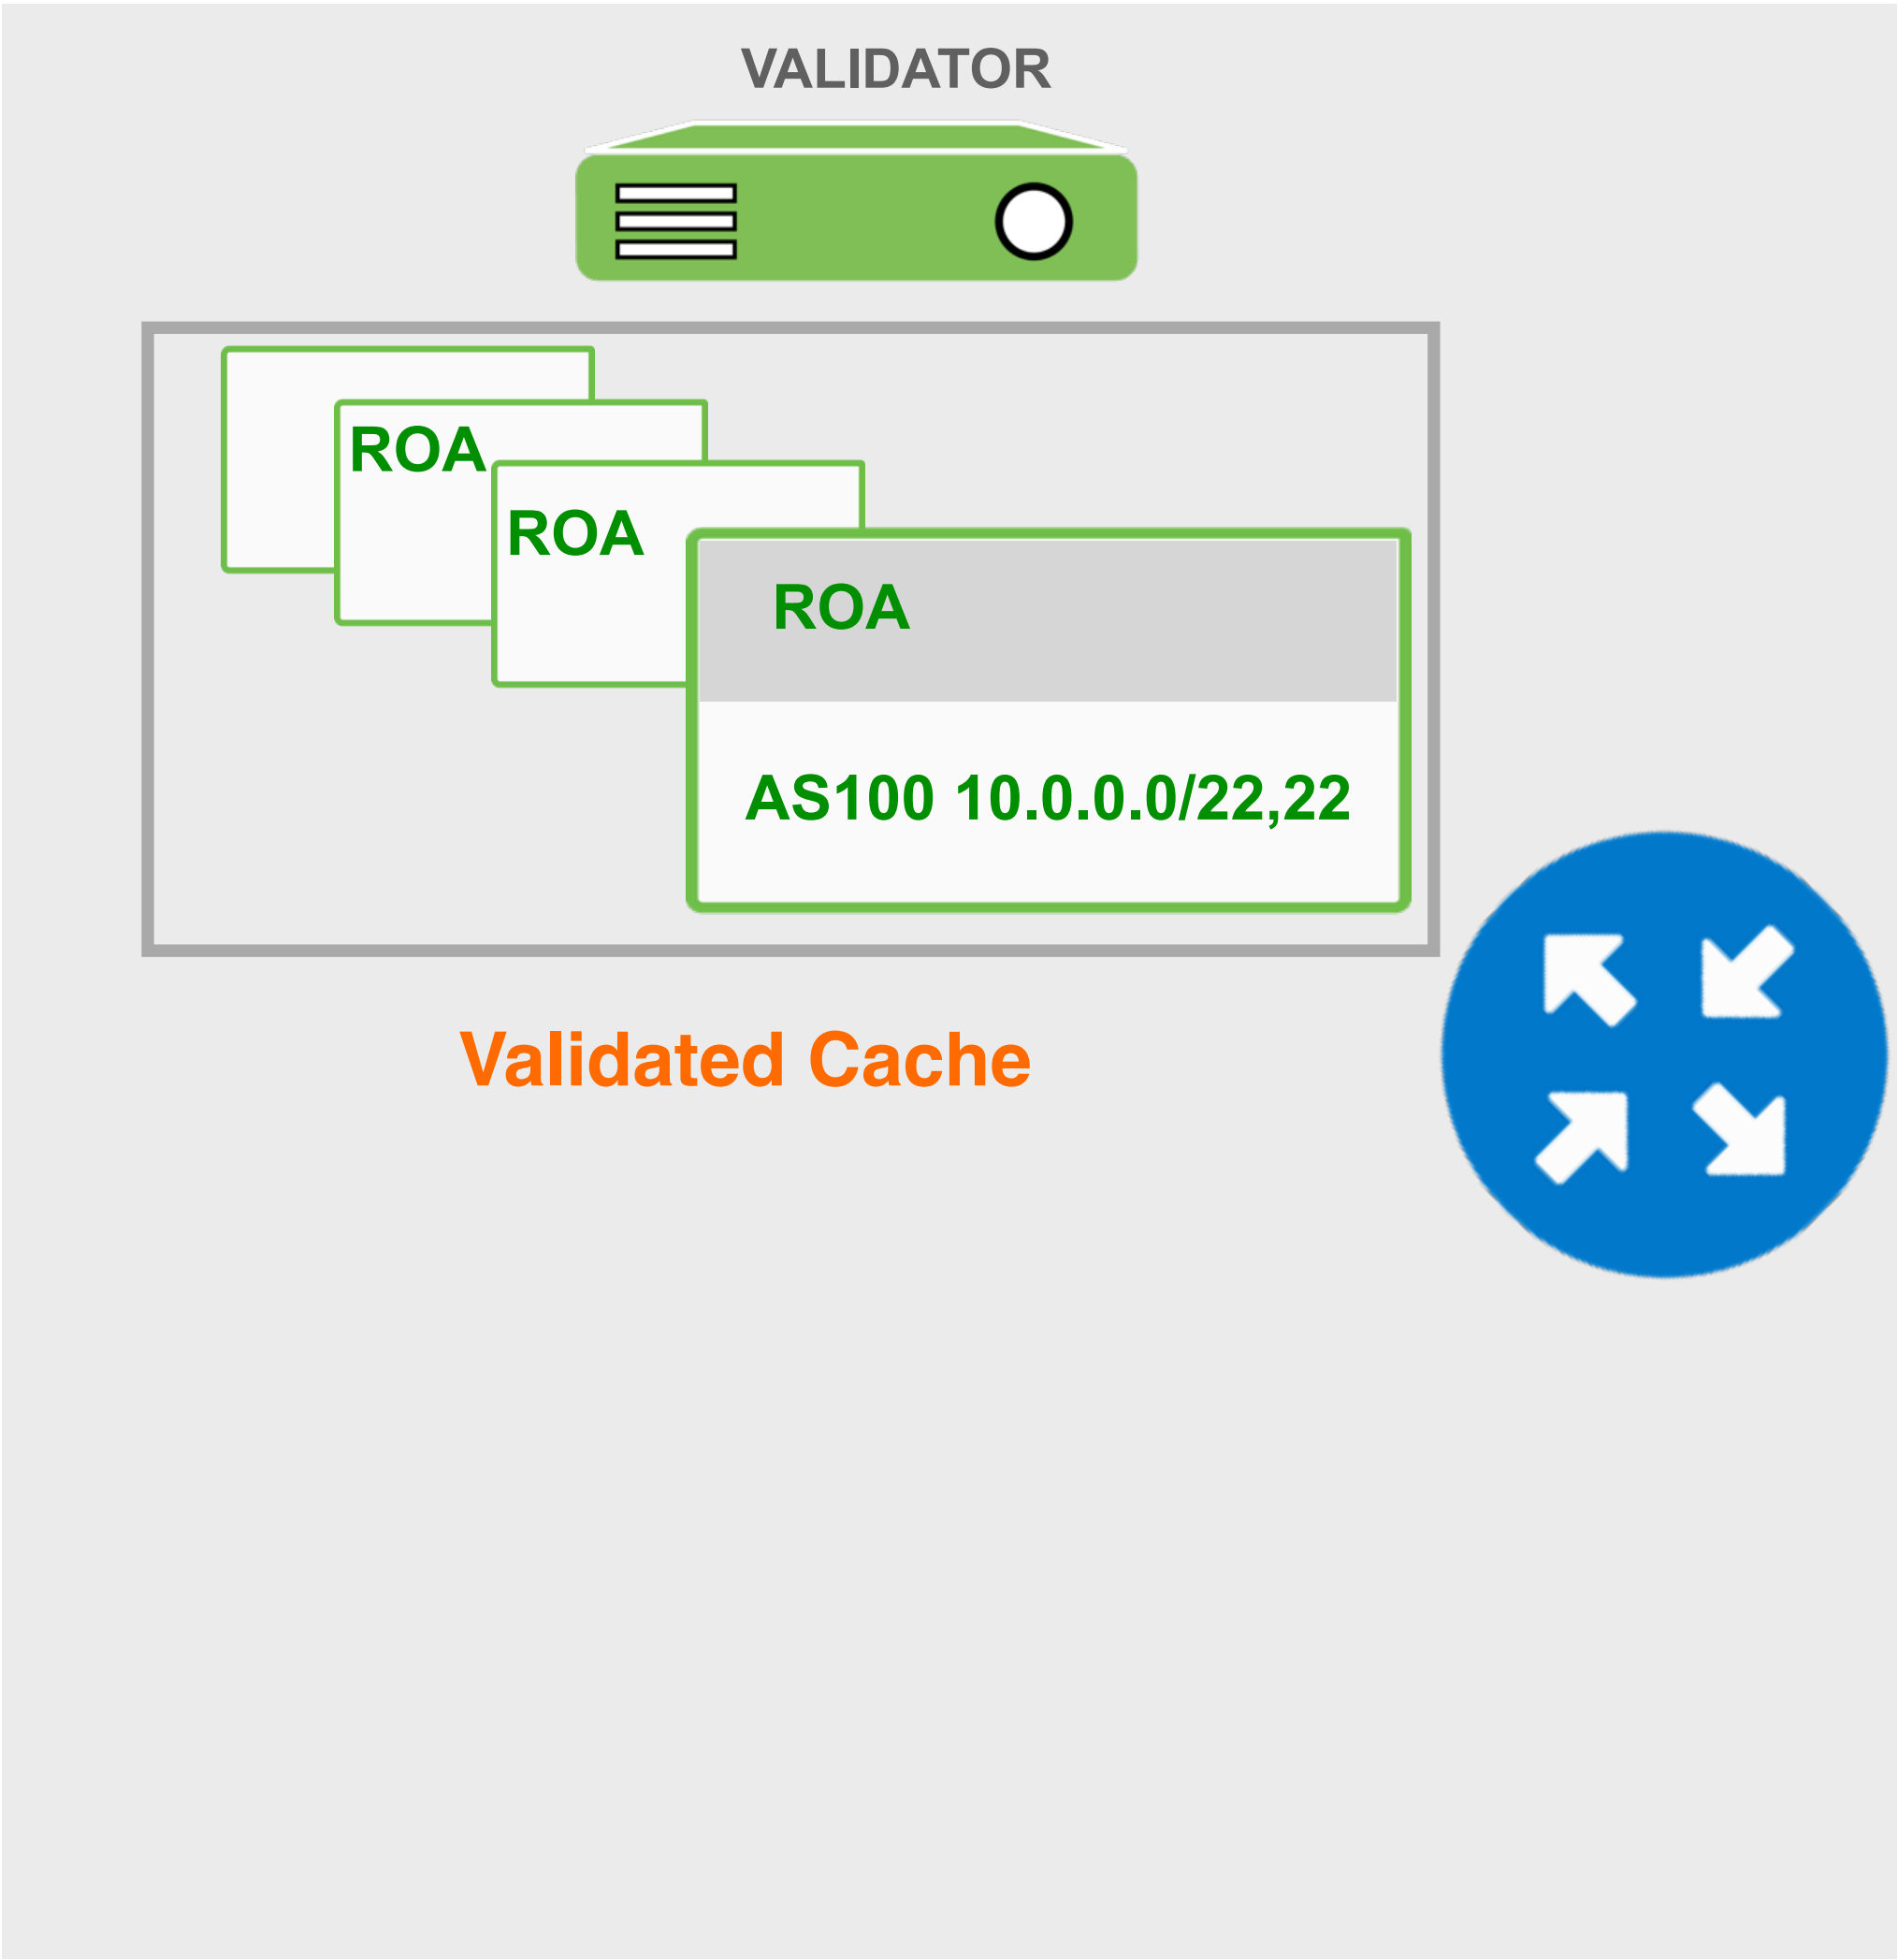 VALIDATOR
ROA
ROA
ROA
AS100 10.0.0.0/22,22
Validated Cache